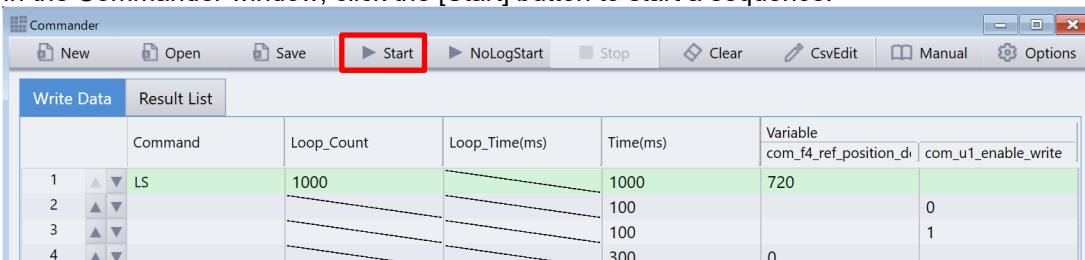 In the Commander window, click the [Start] button to start a sequence.
Commander
New Open Save Start NoLogStart Stop Clear CsvEdit Manual Options
Write Data Result List
Command Loop_Count Loop_Time(ms) Time(ms) Variable
com_f4_ref_position_d com_u1_enable_write
1 LS 1000 1000 720
2 100 0
3 100 1
4 300 0